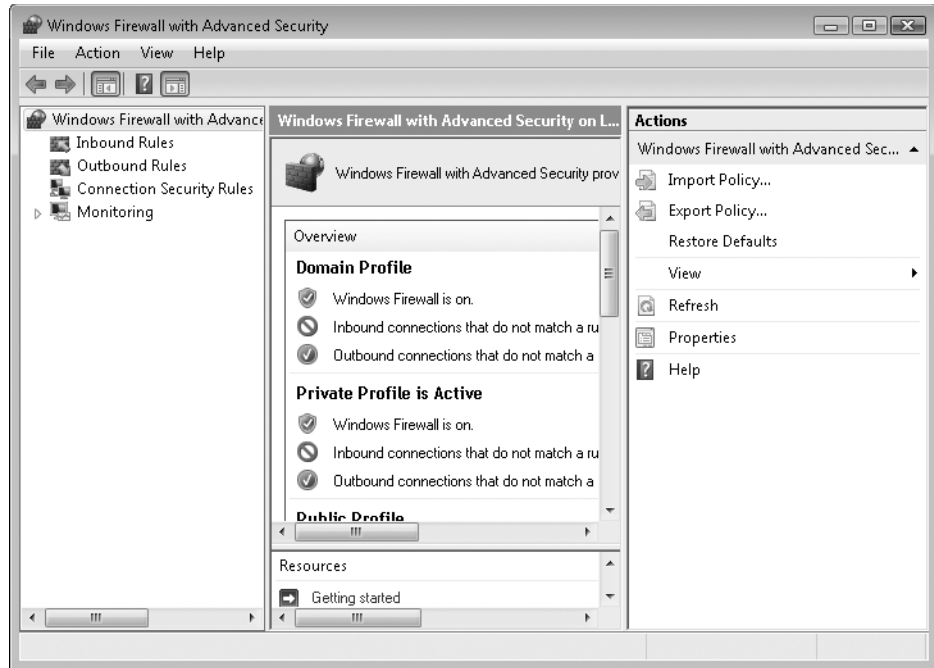 Windows Firewall with Advanced Security
File Action View Help
Windows Firewall with Advance
Inbound Rules
Outbound Rules
Connection Security Rules
Monitoring
Windows Firewall with Advanced Security on L...
Windows Firewall with Advanced Security prov
Overview
Domain Profile
Windows Firewall is on.
Inbound connections that do not match a ru
Outbound connections that do not match a
Private Profile is Active
Windows Firewall is on.
Inbound connections that do not match a ru
Outbound connections that do not match a
Public Profile
Resources
Getting started
Actions
Windows Firewall with Advanced Sec...
Import Policy...
Export Policy...
Restore Defaults
View
Refresh
Properties
Help